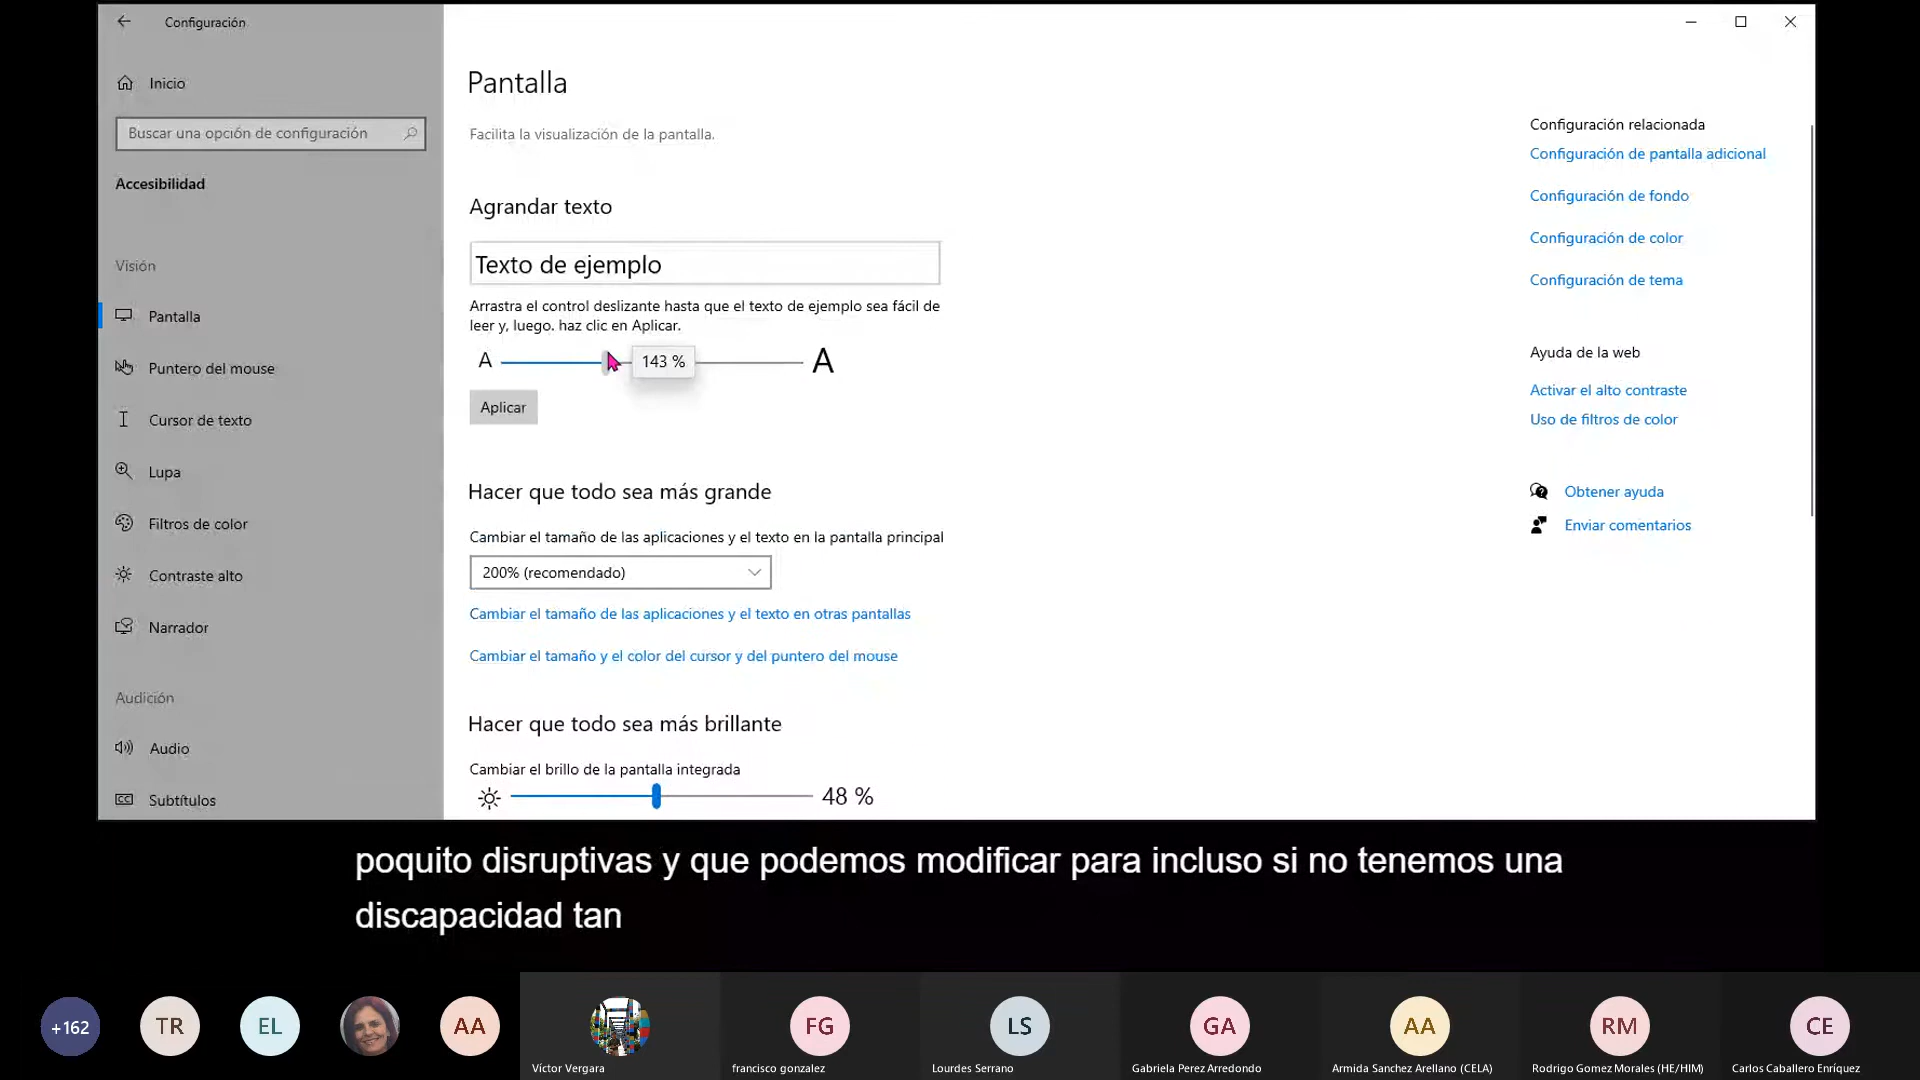 Configuración
Inicio
Buscar una opción de configuración
Accesibilidad
Visión
Pantalla
Puntero del mouse
Cursor de texto
Lupa
Filtros de color
Contraste alto
Narrador
Audición
Audio
Subtítulos
Pantalla
Facilita la visualización de la pantalla.
Agrandar texto
Texto de ejemplo
Arrastra el control deslizante hasta que el texto de ejemplo sea fácil de
leer y, luego. haz clic en Aplicar.
A 143 % A
Aplicar
Hacer que todo sea más grande
Cambiar el tamaño de las aplicaciones y el texto en la pantalla principal
200% (recomendado)
Cambiar el tamaño de las aplicaciones y el texto en otras pantallas
Cambiar el tamaño y el color del cursor y del puntero del mouse
Hacer que todo sea más brillante
Cambiar el brillo de la pantalla integrada
48 %
Configuración relacionada
Configuración de pantalla adicional
Configuración de fondo
Configuración de color
Configuración de tema
Ayuda de la web
Activar el alto contraste
Uso de filtros de color
Obtener ayuda
Enviar comentarios
poquito disruptivas y que podemos modificar para incluso si no tenemos una
discapacidad tan
+162 TR EL AA FG LS GA AA RM CE
Víctor Vergara francisco gonzalez Lourdes Serrano Gabriela Perez Arredondo Armida Sanchez Arellano (CELA) Rodrigo Gomez Morales (HE/HIM) Carlos Caballero Enríquez